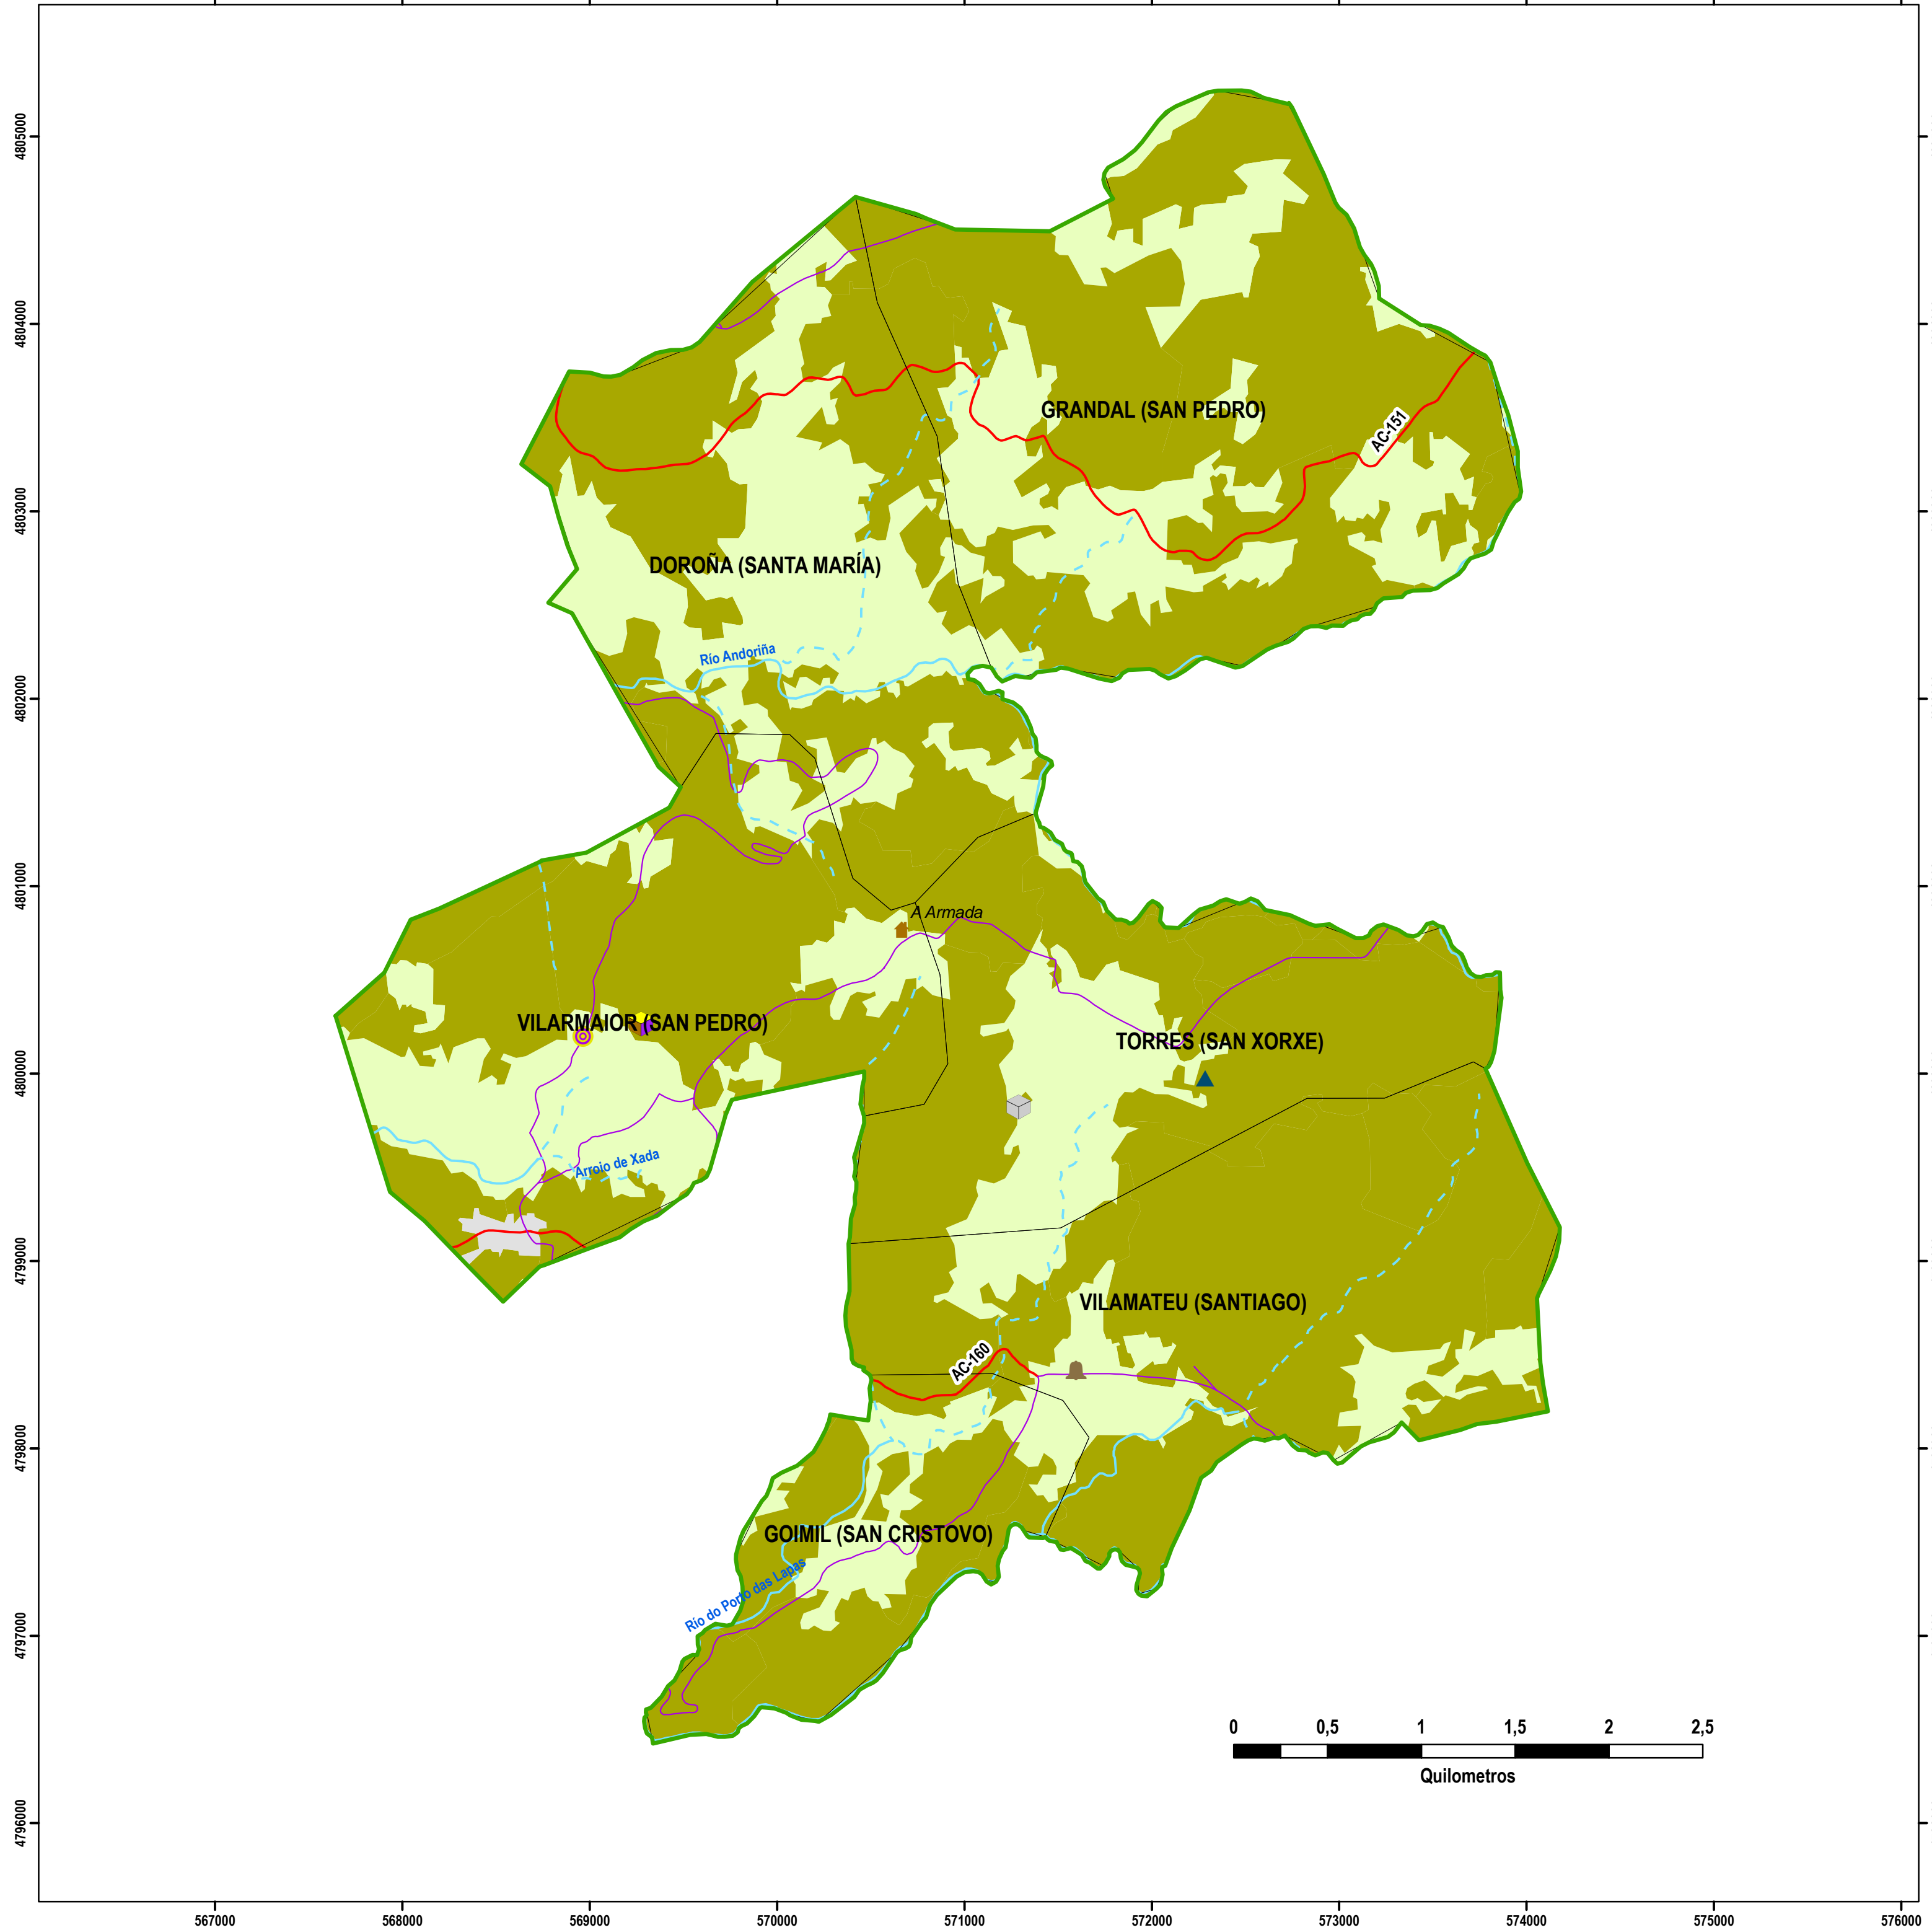 4805000
4804000
GRANDAL (SAN PEDRO)
AC-151
4803000
DOROÑA (SANTA MARÍA)
Río Andoriña
4802000
4801000
A Armada
VILARMAIOR (SAN PEDRO)
TORRES (SAN XORXE)
4800000
Arroio de Xada
4799000
VILAMATEU (SANTIAGO)
AC-160
4798000
GOIMIL (SAN CRISTOVO)
Río do Porto das Lapas
4797000
0 0,5 1 1,5 2 2,5
Quilometros
4796000
567000 568000 569000 570000 571000 572000 573000 574000 575000 576000